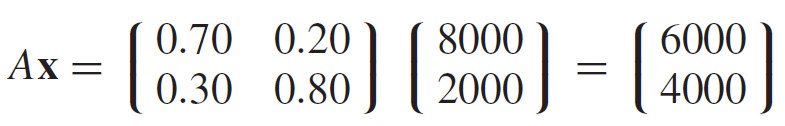 Ax = ( 0.70 0.20 ) ( 8000 ) = ( 6000 )
0.30 0.80 2000 4000